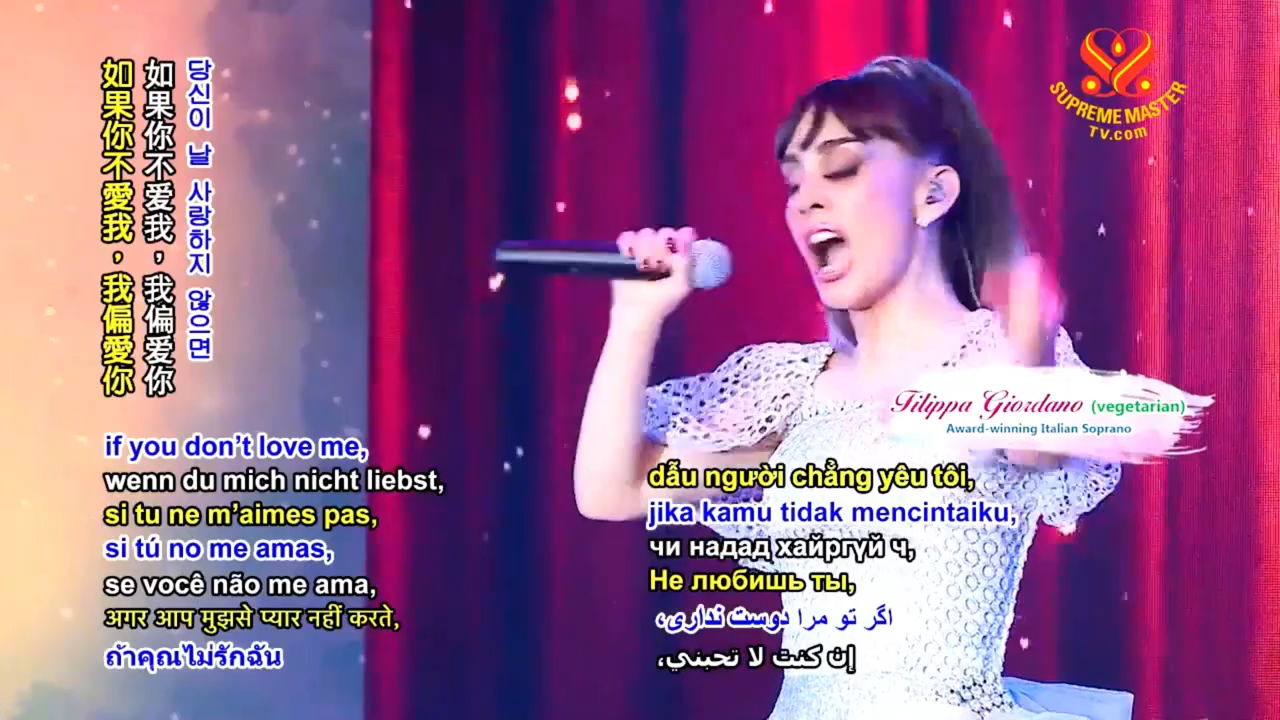 如果你不愛我，我偏愛你
如果你不爱我，我偏爱你
당신이 날 사랑하지 않으면
SUPREME MASTER
TV.com
Filippa Giordano (vegetarian)
Award-winning Italian Soprano
if you don’t love me,
wenn du mich nicht liebst,
si tu ne m’aimes pas,
si tú no me amas,
se você não me ama,
अगर आप मुझसे प्यार नहीं करते,
ถ้าคุณไม่รักฉัน
dẫu người chẳng yêu tôi,
jika kamu tidak mencintaiku,
чи надад хайргүй ч,
Не любишь ты,
اگر تو مرا دوست نداری،
إن كنت لا تحبني،